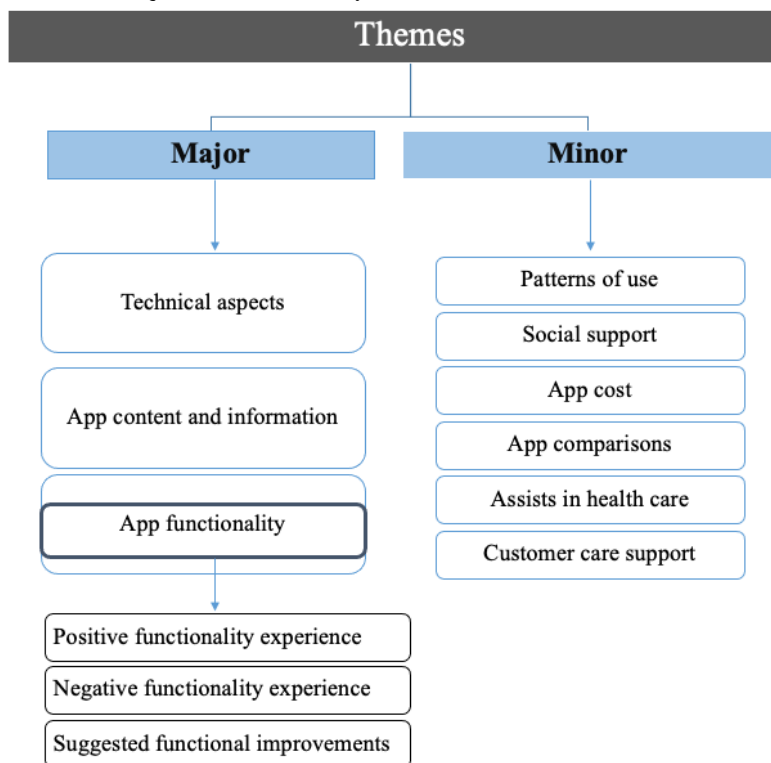 Themes
Major
Minor
Technical aspects
App content and information
App functionality
Positive functionality experience
Negative functionality experience
Suggested functional improvements
Patterns of use
Social support
App cost
App comparisons
Assists in health care
Customer care support